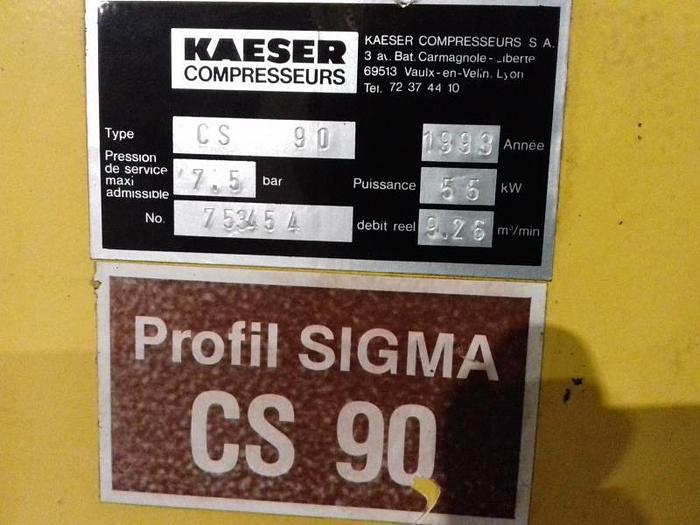 KAESER
COMPRESSEURS
KAESER COMPRESSEURS S A.
3 av. Bat. Carmagnole - Liberte
69513 Vaulx-en-Velin. Lyon
Tel. 72 37 44 10
Type CS 90 1993 Année
Pression
de service
maxi
admissible 7,5 bar Puissance 55 kW
No. 753454 debit reel 9.26 m³/min
Profil SIGMA
CS 90